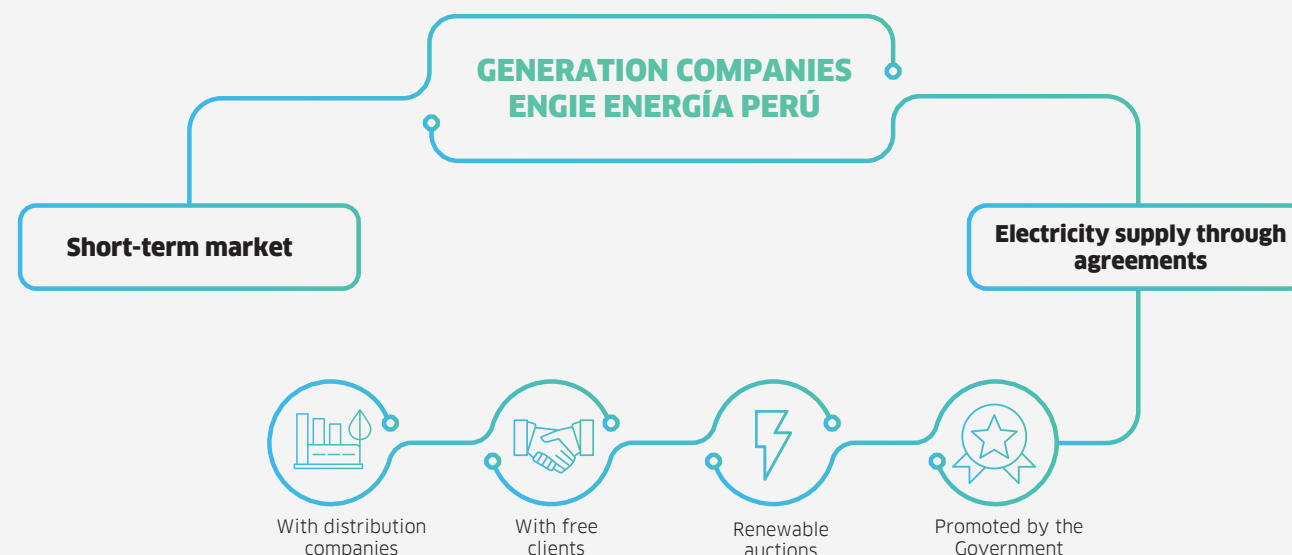 GENERATION COMPANIES
ENGIE ENERGÍA PERÚ
Short-term market
Electricity supply through
agreements
With distribution
companies
With free
clients
Renewable
auctions
Promoted by the
Government